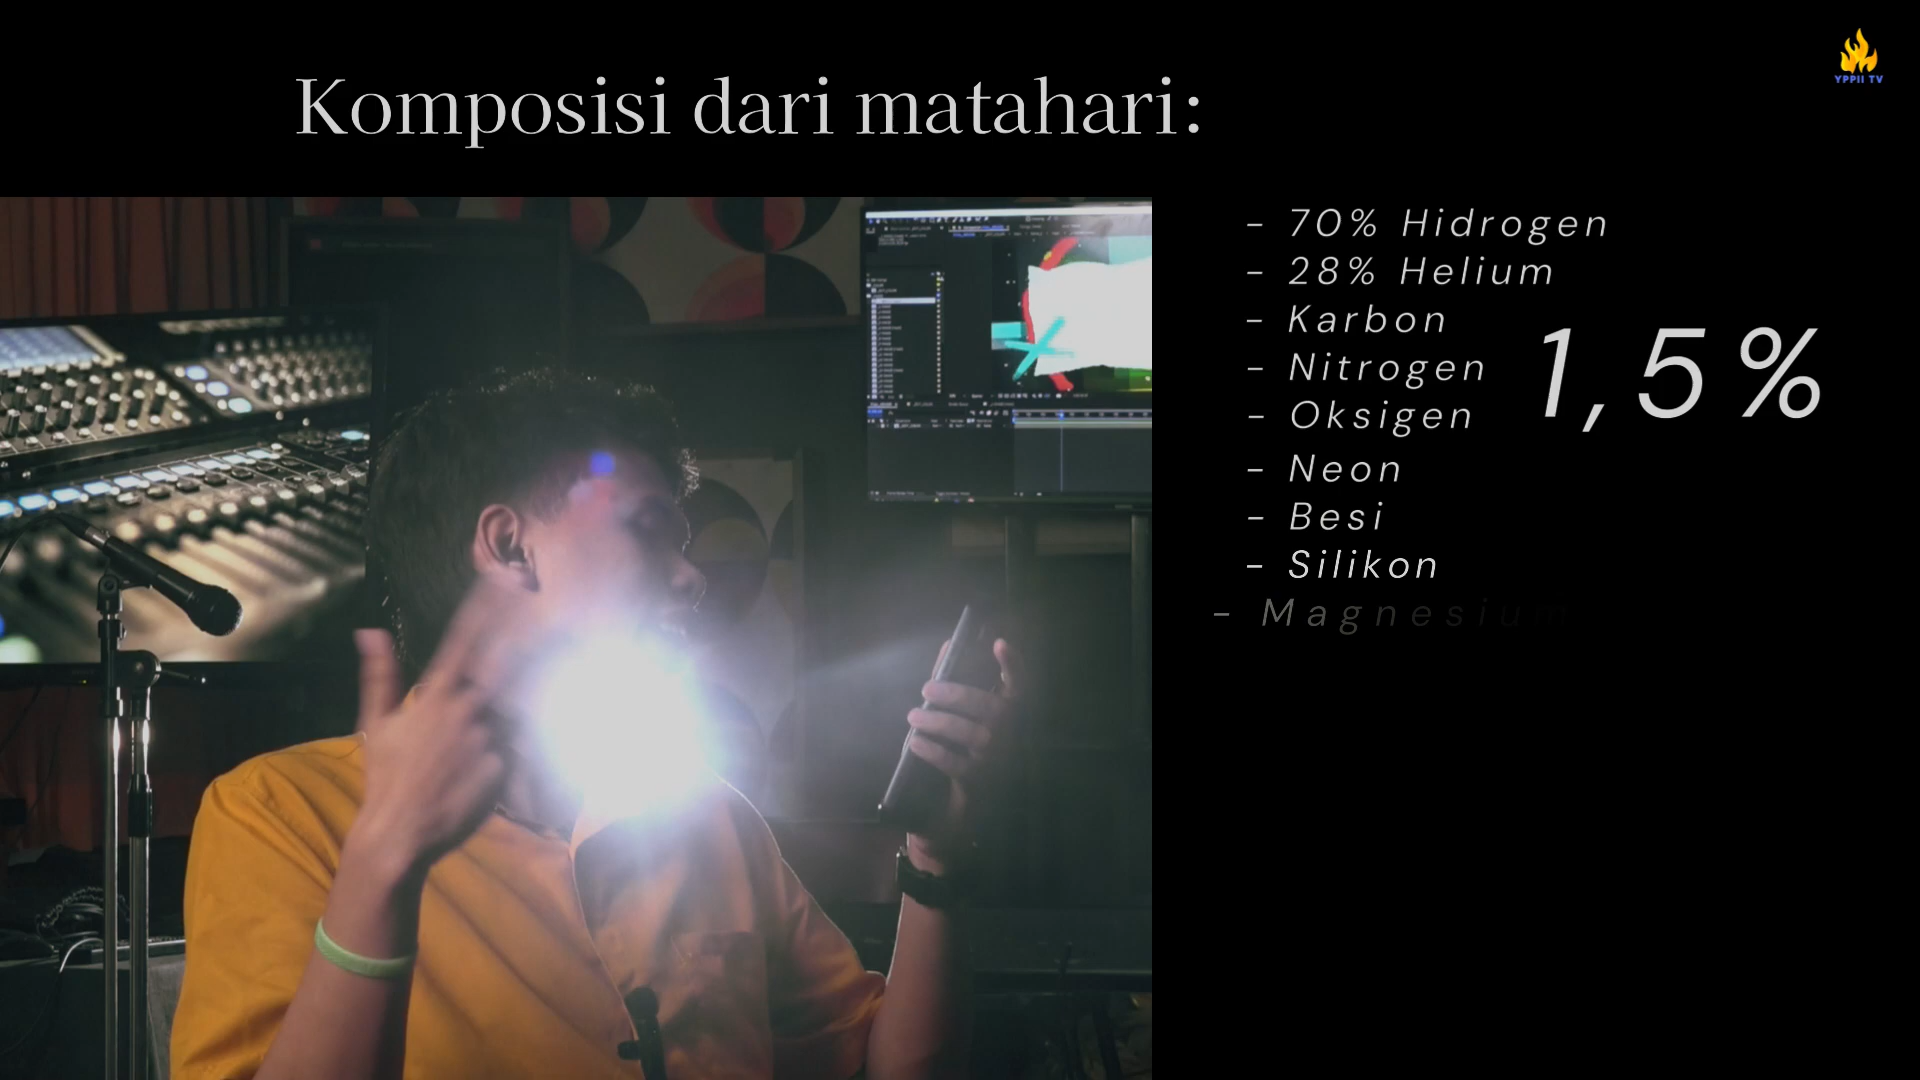 YPPII TV
Komposisi dari matahari:
- 70% Hidrogen
- 28% Helium
- Karbon
- Nitrogen
- Oksigen
1,5%
- Neon
- Besi
- Silikon
- Magnesium